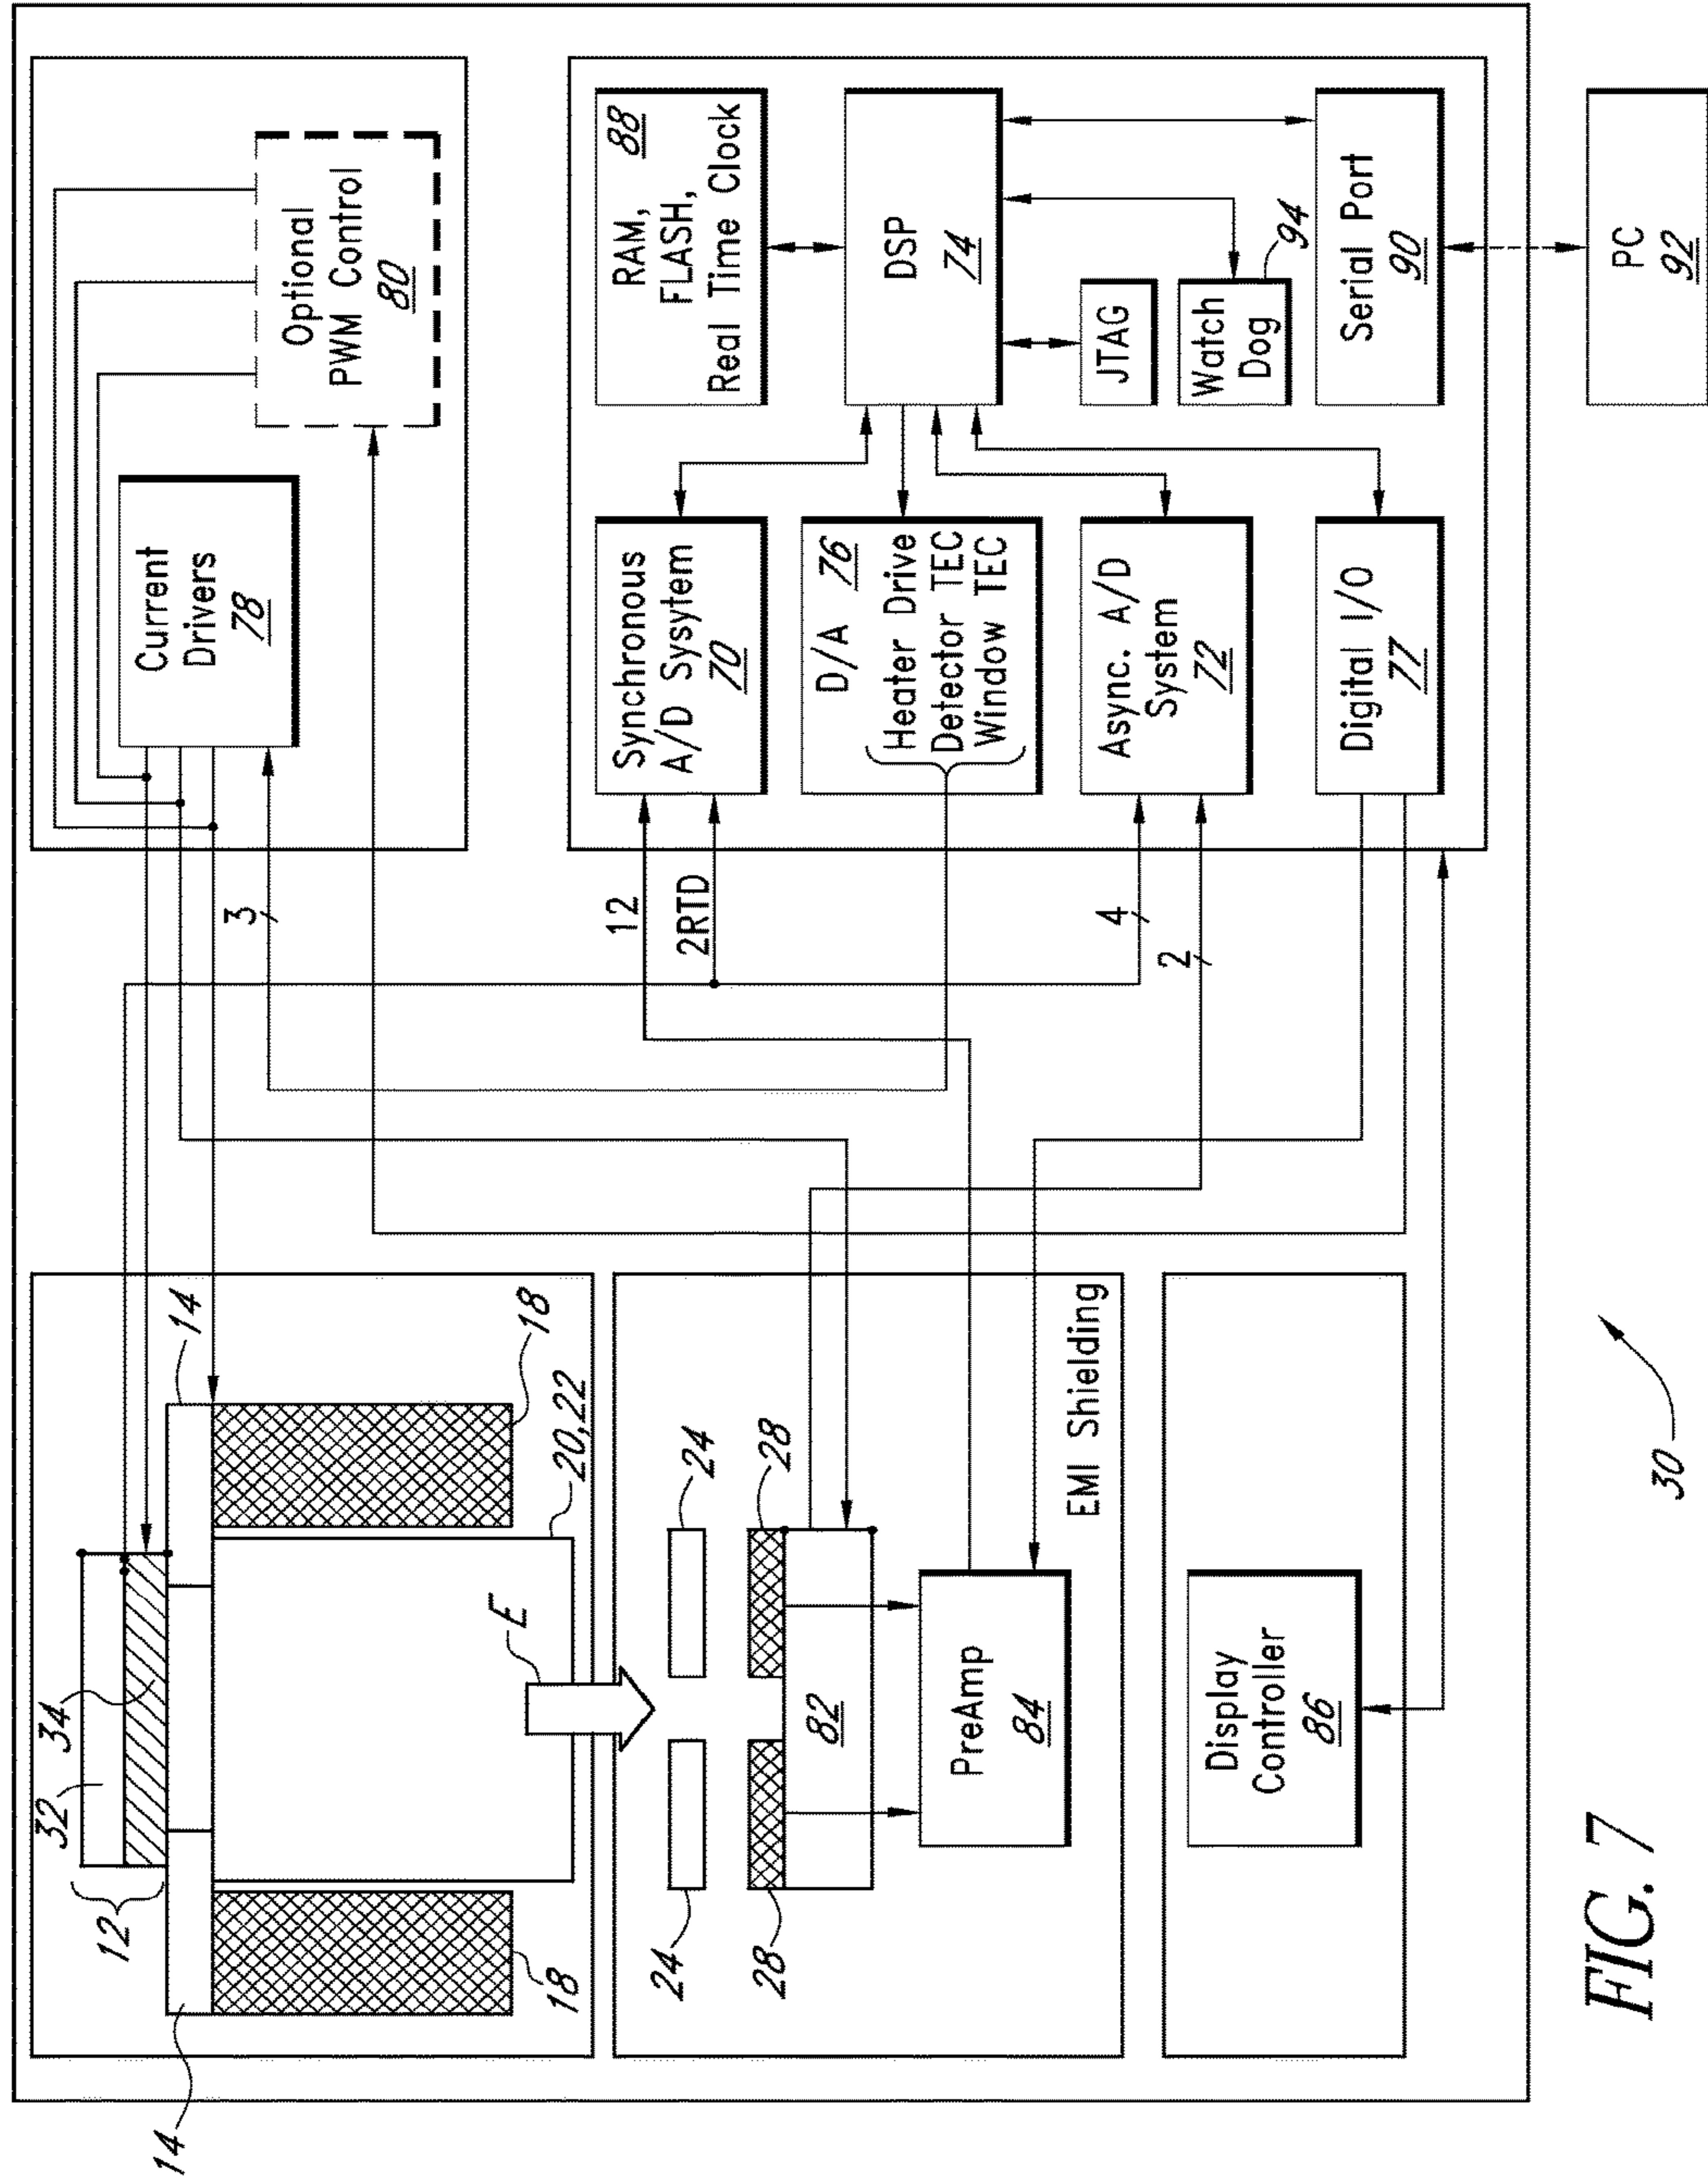 32
34
12
14
14
18
18
20,22
E
24
24
28
28
82
PreAmp
84
EMI Shielding
Display
Controller
86
3
12
2RTD
4
2
Current
Drivers
78
Optional
PWM Control
80
Synchronous
A/D Sysytem
70
D/A 76
Heater Drive
Detector TEC
Window TEC
Async. A/D
System
72
Digital I/O
77
RAM, 88
FLASH,
Real Time Clock
DSP
74
JTAG
Watch
Dog
94
Serial Port
90
PC
92
30
FIG. 7